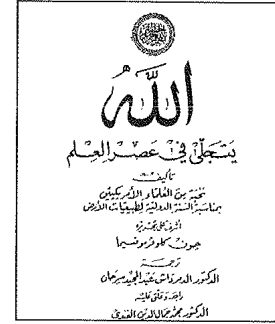 الله
يتجلى في عصر العلم
تأليف
نخبة من العلماء الأمريكيين
بمناسبة السنة الدولية لطبيعيات الأرض
أشرف على تحريره
جون كلوفر مونسيما
ترجمة
الدكتور الدمرداش عبد المجيد سرحان
راجعه وعلق عليه
الدكتور محمد جمال الدين الفندي